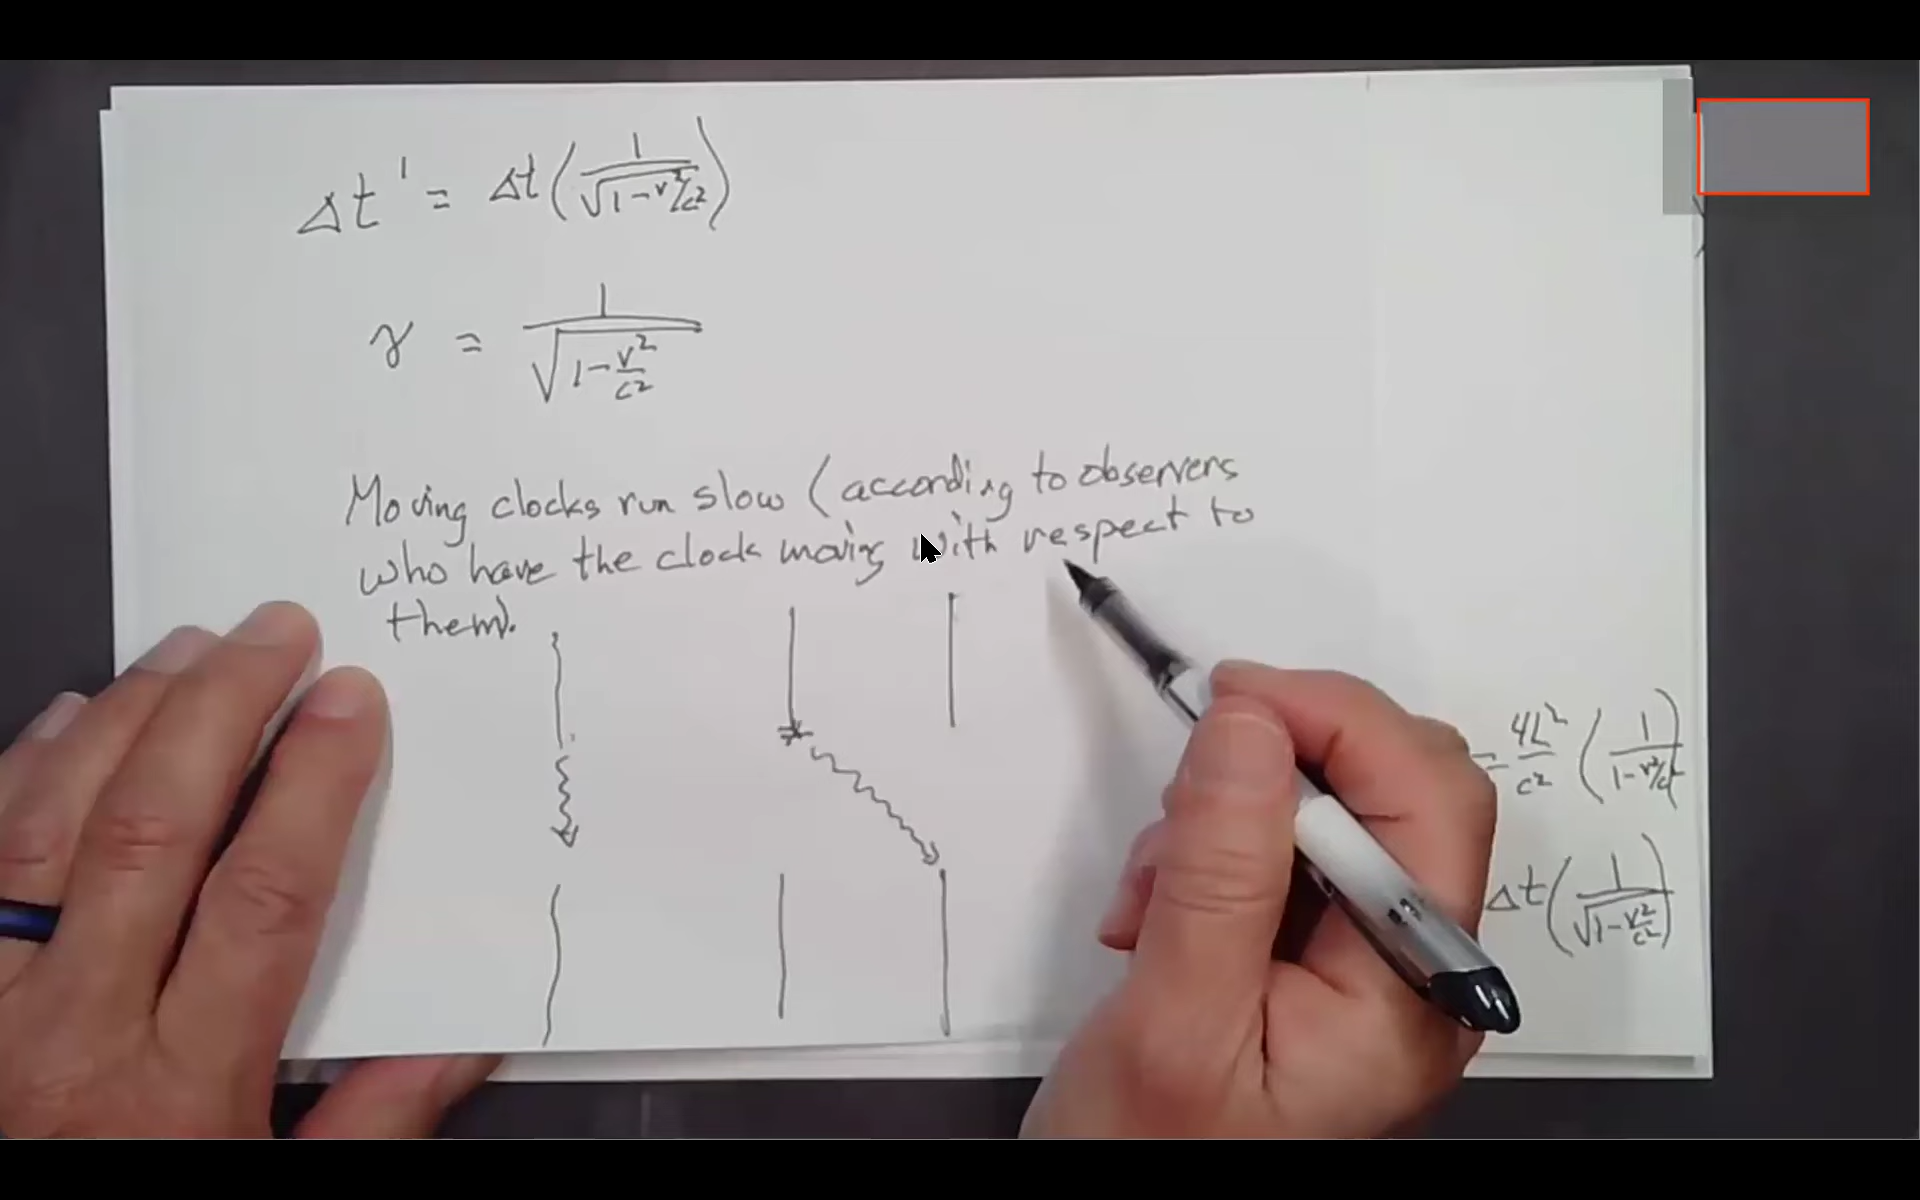 Δt' = Δt(1/√(1-v²/c²))
γ = 1/√(1-v²/c²)
Moving clocks run slow (according to observers
who have the clock moving with respect to
them).
= 4L²/c² (1/(1-v²/c²))
Δt(1/√(1-v²/c²))